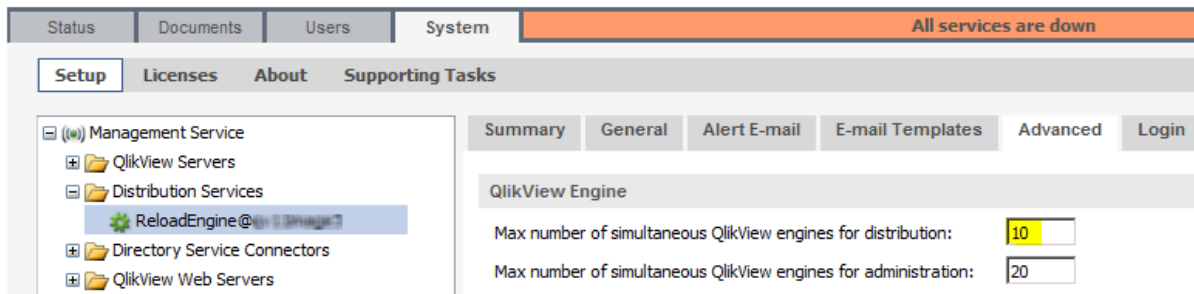 Status Documents Users System All services are down
Setup Licenses About Supporting Tasks
Management Service
QlikView Servers
Distribution Services
ReloadEngine@
Directory Service Connectors
QlikView Web Servers
Summary General Alert E-mail E-mail Templates Advanced Login
QlikView Engine
Max number of simultaneous QlikView engines for distribution: 10
Max number of simultaneous QlikView engines for administration: 20